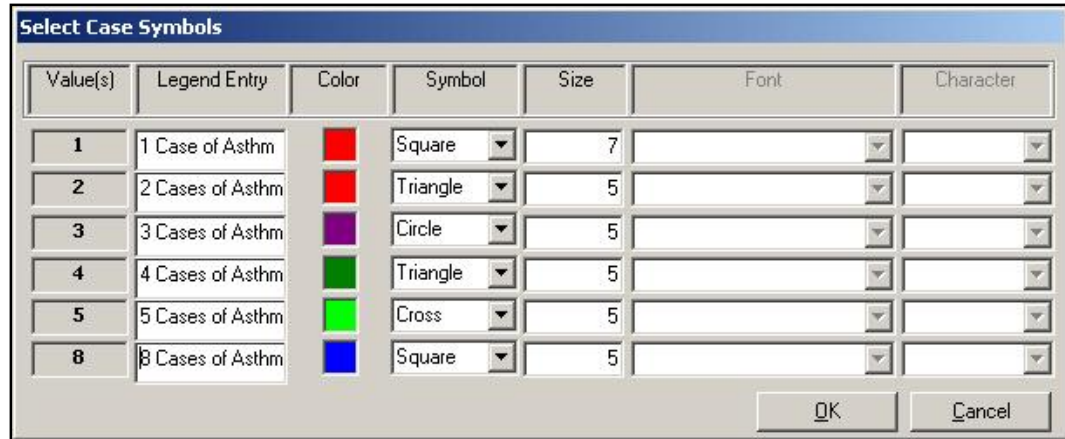 Select Case Symbols
Value(s) Legend Entry Color Symbol Size Font Character
1 1 Case of Asthm Square 7
2 2 Cases of Asthm Triangle 5
3 3 Cases of Asthm Circle 5
4 4 Cases of Asthm Triangle 5
5 5 Cases of Asthm Cross 5
8 8 Cases of Asthm Square 5
OK Cancel